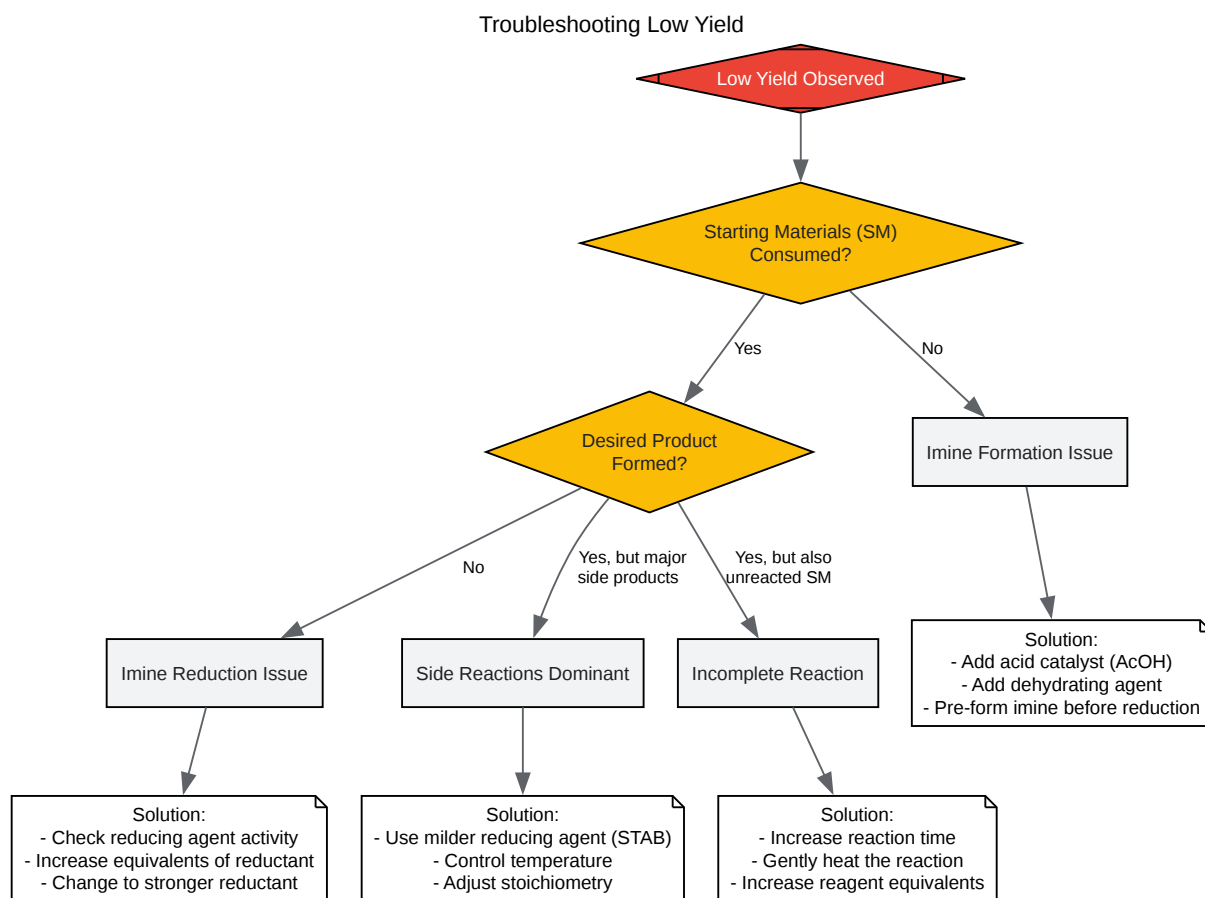 Troubleshooting Low Yield
Low Yield Observed
Starting Materials (SM)
Consumed?
Yes
No
Desired Product
Formed?
Imine Formation Issue
No
Yes, but major
side products
Yes, but also
unreacted SM
Imine Reduction Issue
Side Reactions Dominant
Incomplete Reaction
Solution:
- Add acid catalyst (AcOH)
- Add dehydrating agent
- Pre-form imine before reduction
Solution:
- Check reducing agent activity
- Increase equivalents of reductant
- Change to stronger reductant
Solution:
- Use milder reducing agent (STAB)
- Control temperature
- Adjust stoichiometry
Solution:
- Increase reaction time
- Gently heat the reaction
- Increase reagent equivalents